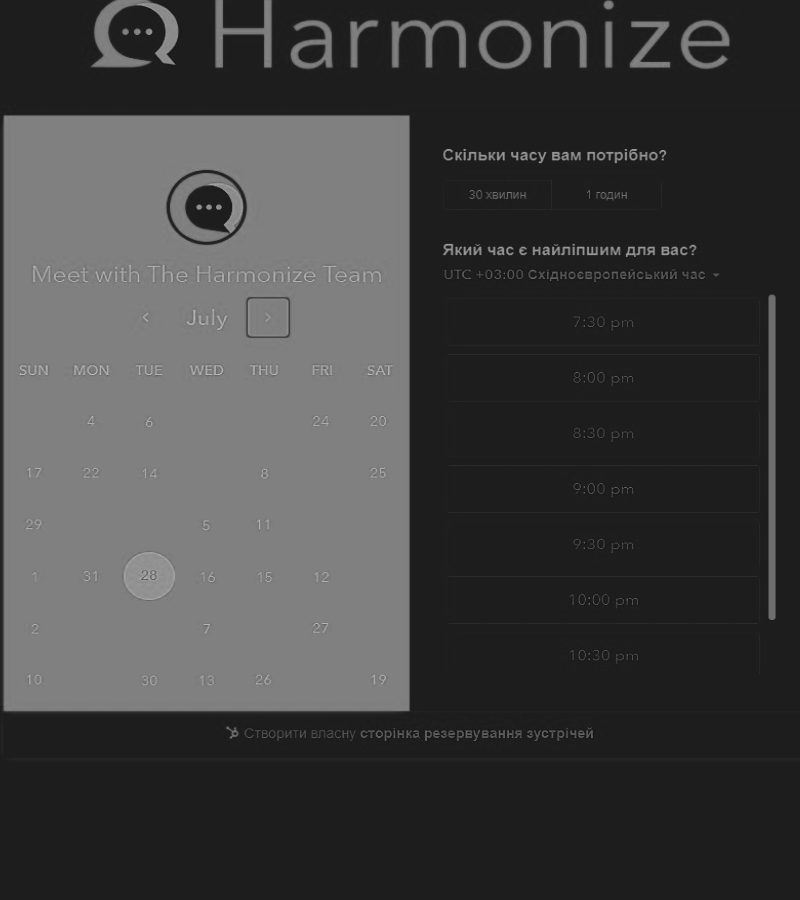 Harmonize
Meet with The Harmonize Team
July
SUN MON TUE WED THU FRI SAT
4 6 24 20
17 22 14 8 25
29 5 11
1 31 28 16 15 12
2 7 27
10 30 13 26 19
Скільки часу вам потрібно?
30 хвилин 1 годин
Який час є найліпшим для вас?
UTC +03:00 Східноєвропейський час
7:30 pm
8:00 pm
8:30 pm
9:00 pm
9:30 pm
10:00 pm
10:30 pm
Створити власну сторінка резервування зустрічей